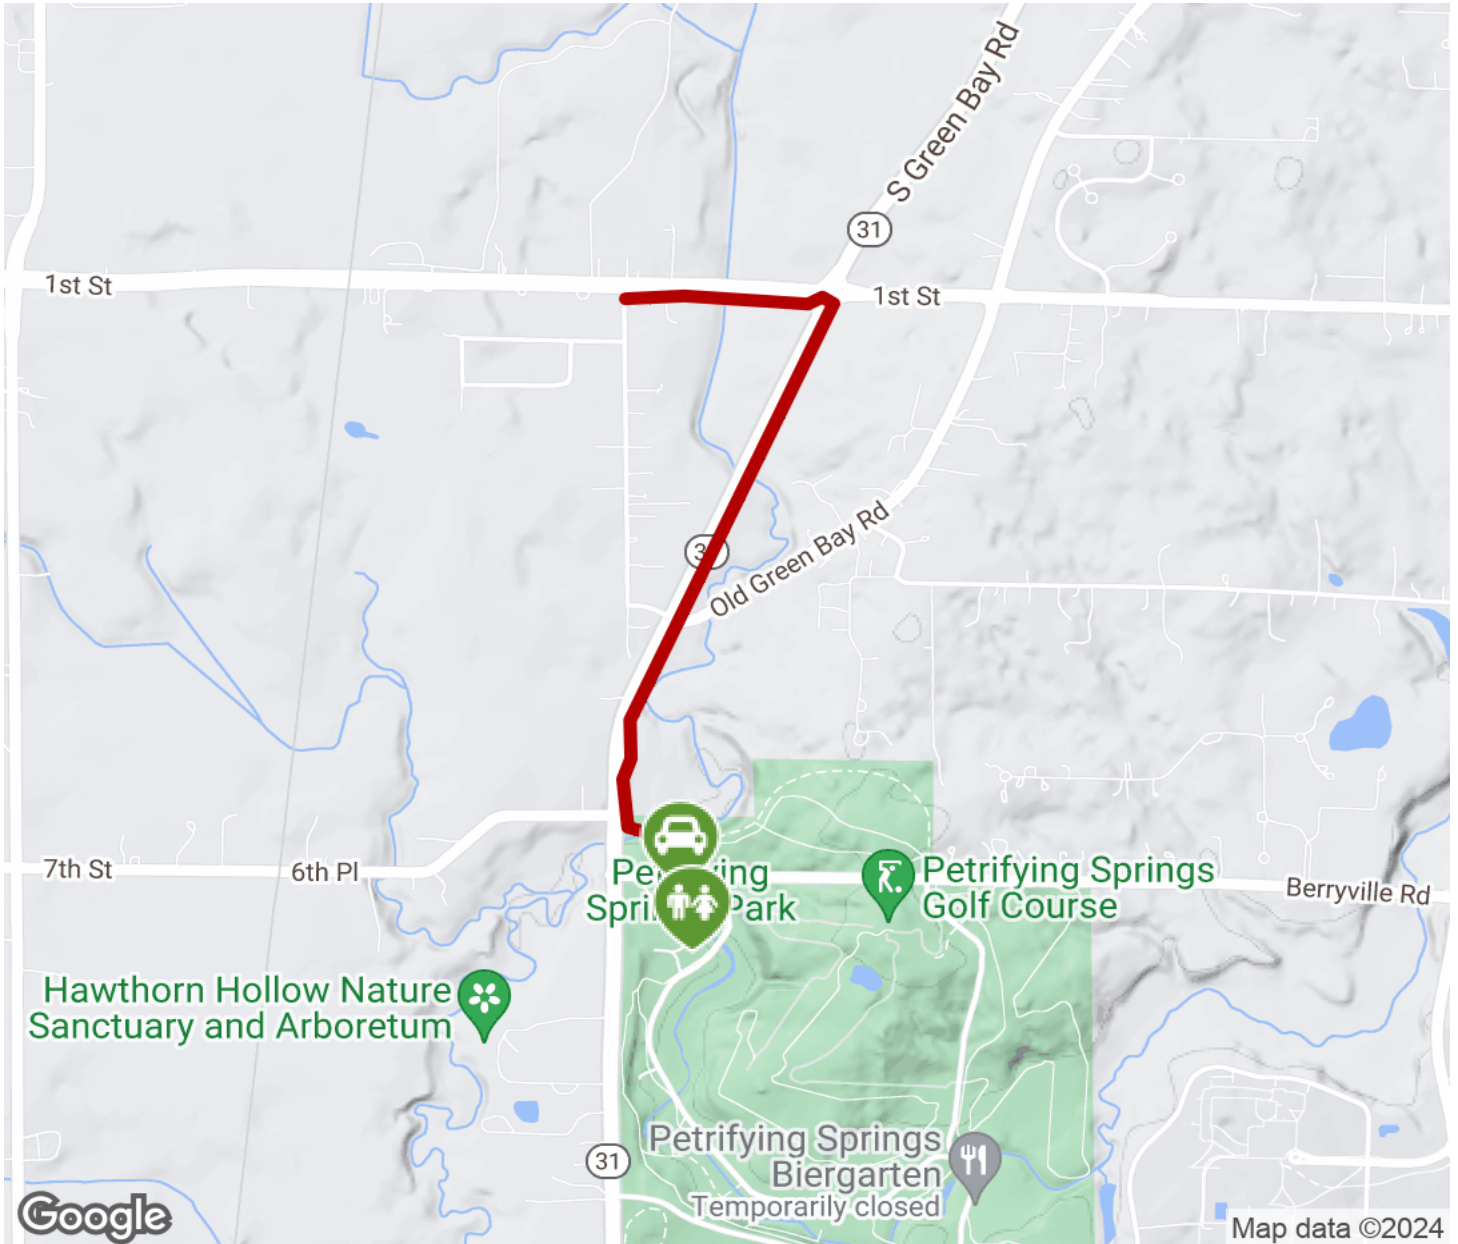 S Green Bay Rd
31
1st St
1st St
Old Green Bay Rd
7th St
6th Pl
Petrifying Springs
Golf Course
Berryville Rd
Park
Hawthorn Hollow Nature
Sanctuary and Arboretum
Petrifying Springs
Biergarten
Temporarily closed
31
Google
Map data ©2024